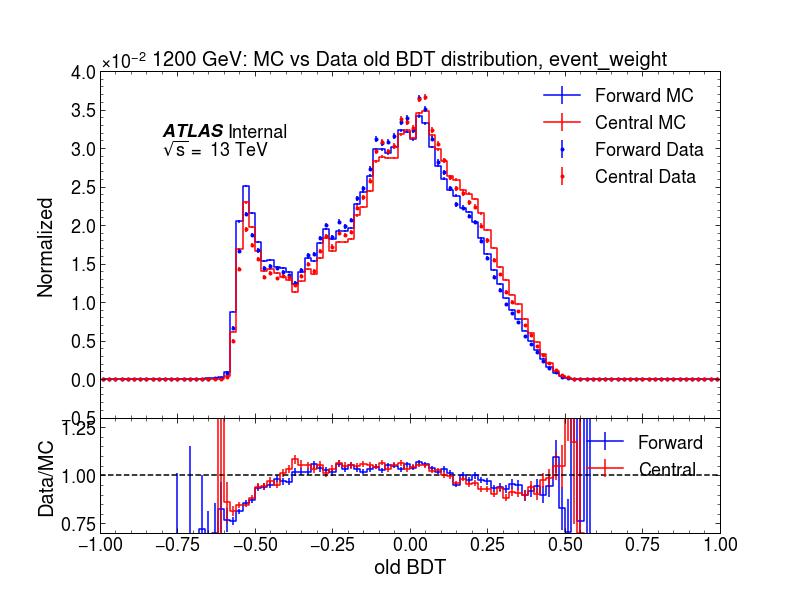 ×10⁻² 1200 GeV: MC vs Data old BDT distribution, event_weight
4.0
3.5
3.0
2.5
2.0
1.5
1.0
0.5
0.0
−0.5
Normalized
ATLAS Internal
√s = 13 TeV
Forward MC
Central MC
Forward Data
Central Data
1.25
1.00
0.75
Data/MC
Forward
Central
−1.00 −0.75 −0.50 −0.25 0.00 0.25 0.50 0.75 1.00
old BDT